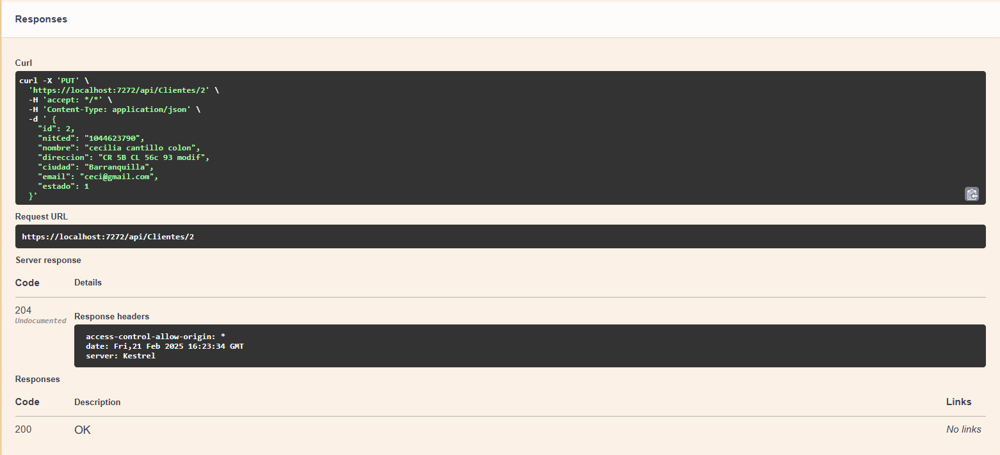 Responses
Curl
curl -X 'PUT' \
  'https://localhost:7272/api/Clientes/2' \
  -H 'accept: */*' \
  -H 'Content-Type: application/json' \
  -d ' {
    "id": 2,
    "nitCed": "1044623790",
    "nombre": "cecilia cantillo colon",
    "direccion": "CR 5B CL 56c 93 modif",
    "ciudad": "Barranquilla",
    "email": "ceci@gmail.com",
    "estado": 1
  }'
Request URL
https://localhost:7272/api/Clientes/2
Server response
Code Details
204
Undocumented
Response headers
access-control-allow-origin: *
date: Fri,21 Feb 2025 16:23:34 GMT
server: Kestrel
Responses
Code Description Links
200 OK No links